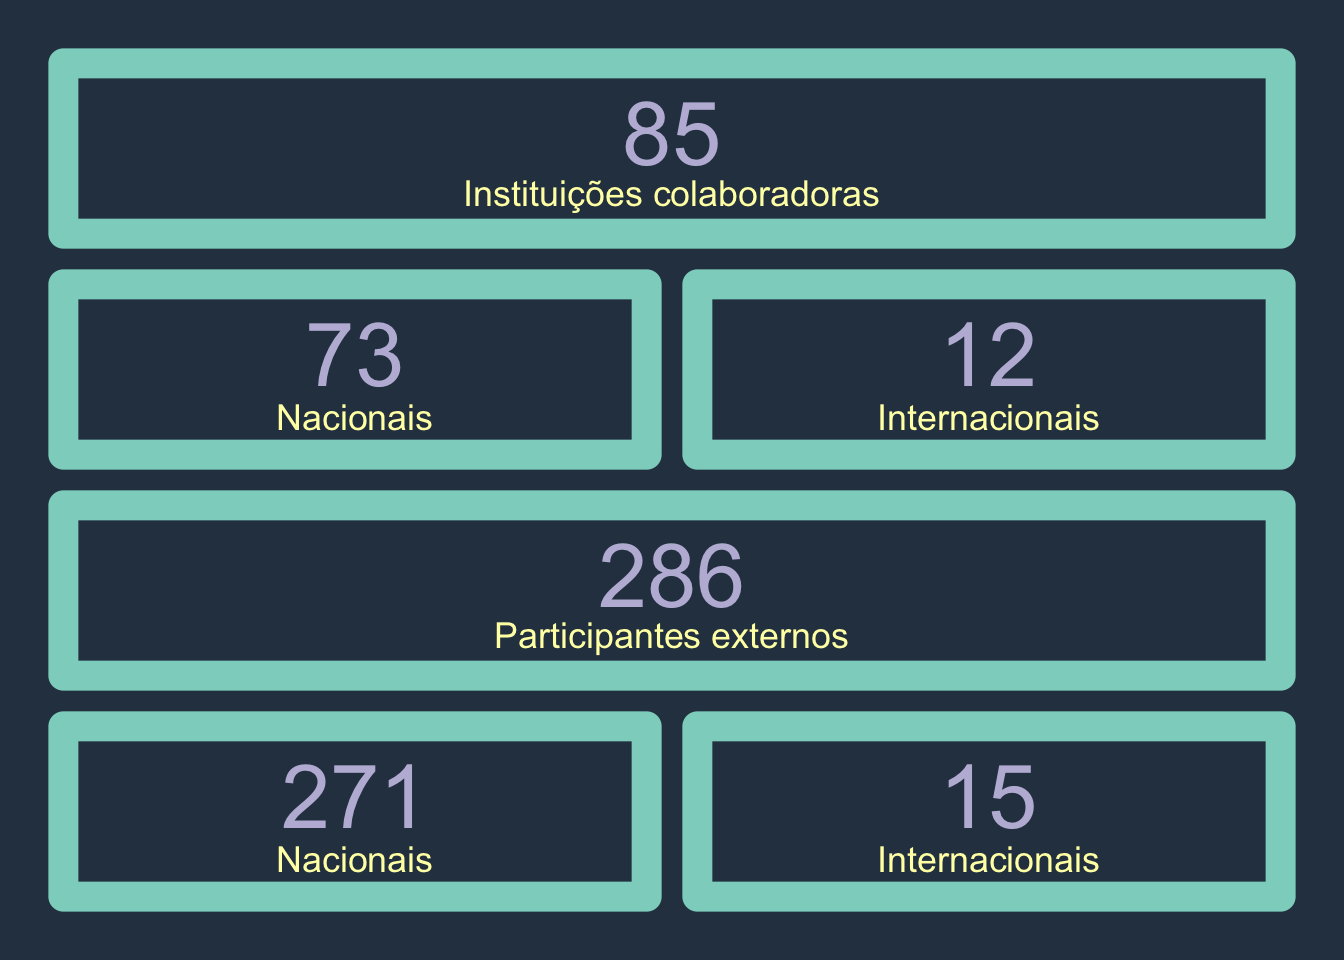 85
Instituições colaboradoras
73
Nacionais
12
Internacionais
286
Participantes externos
271
Nacionais
15
Internacionais